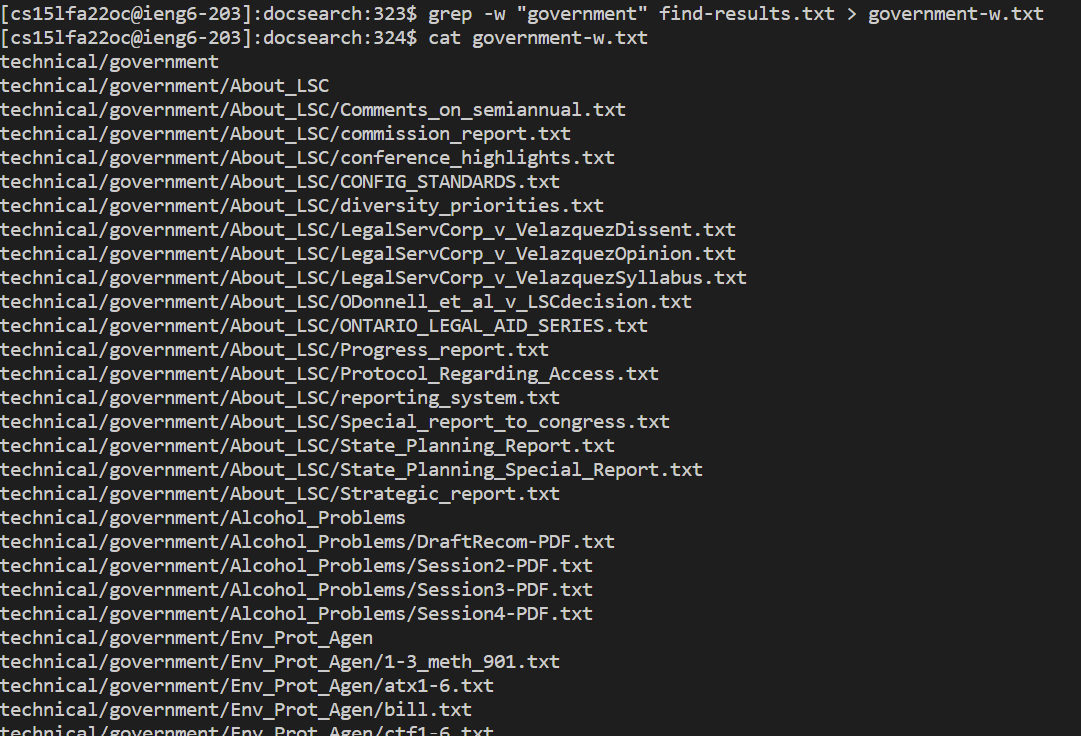 [cs15lfa22oc@ieng6-203]:docsearch:323$ grep -w "government" find-results.txt > government-w.txt
[cs15lfa22oc@ieng6-203]:docsearch:324$ cat government-w.txt
technical/government
technical/government/About_LSC
technical/government/About_LSC/Comments_on_semiannual.txt
technical/government/About_LSC/commission_report.txt
technical/government/About_LSC/conference_highlights.txt
technical/government/About_LSC/CONFIG_STANDARDS.txt
technical/government/About_LSC/diversity_priorities.txt
technical/government/About_LSC/LegalServCorp_v_VelazquezDissent.txt
technical/government/About_LSC/LegalServCorp_v_VelazquezOpinion.txt
technical/government/About_LSC/LegalServCorp_v_VelazquezSyllabus.txt
technical/government/About_LSC/ODonnell_et_al_v_LSCdecision.txt
technical/government/About_LSC/ONTARIO_LEGAL_AID_SERIES.txt
technical/government/About_LSC/Progress_report.txt
technical/government/About_LSC/Protocol_Regarding_Access.txt
technical/government/About_LSC/reporting_system.txt
technical/government/About_LSC/Special_report_to_congress.txt
technical/government/About_LSC/State_Planning_Report.txt
technical/government/About_LSC/State_Planning_Special_Report.txt
technical/government/About_LSC/Strategic_report.txt
technical/government/Alcohol_Problems
technical/government/Alcohol_Problems/DraftRecom-PDF.txt
technical/government/Alcohol_Problems/Session2-PDF.txt
technical/government/Alcohol_Problems/Session3-PDF.txt
technical/government/Alcohol_Problems/Session4-PDF.txt
technical/government/Env_Prot_Agen
technical/government/Env_Prot_Agen/1-3_meth_901.txt
technical/government/Env_Prot_Agen/atx1-6.txt
technical/government/Env_Prot_Agen/bill.txt
technical/government/Env_Prot_Agen/ctf1-6.txt